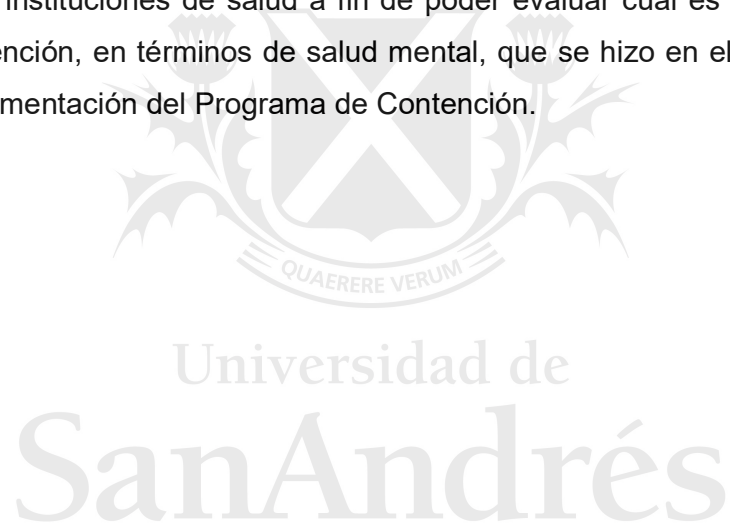 instituciones de salud a fin de poder evaluar cuál es
ención, en términos de salud mental, que se hizo en el
mentación del Programa de Contención.
QUAERERE VERUM
Universidad de
SanAndrés